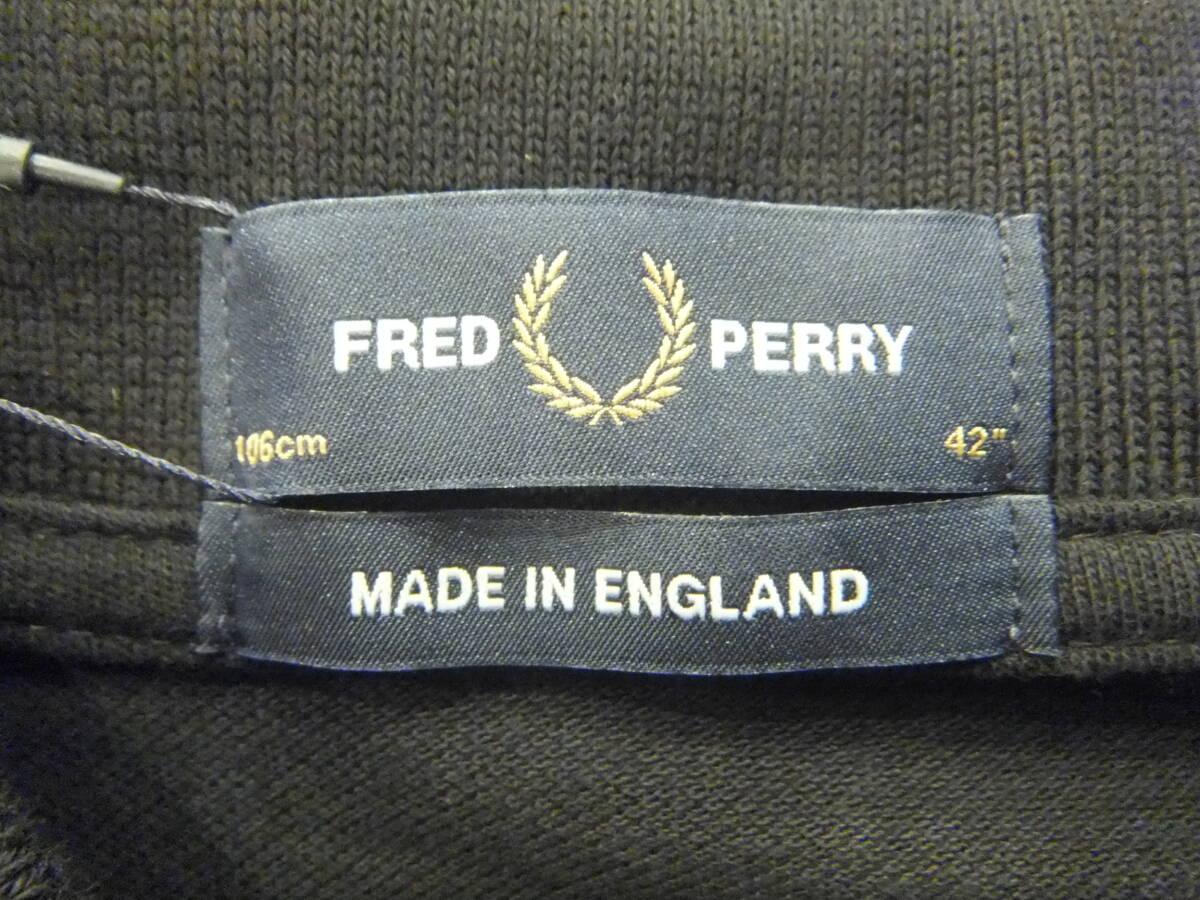 FRED PERRY
106cm 42"
MADE IN ENGLAND